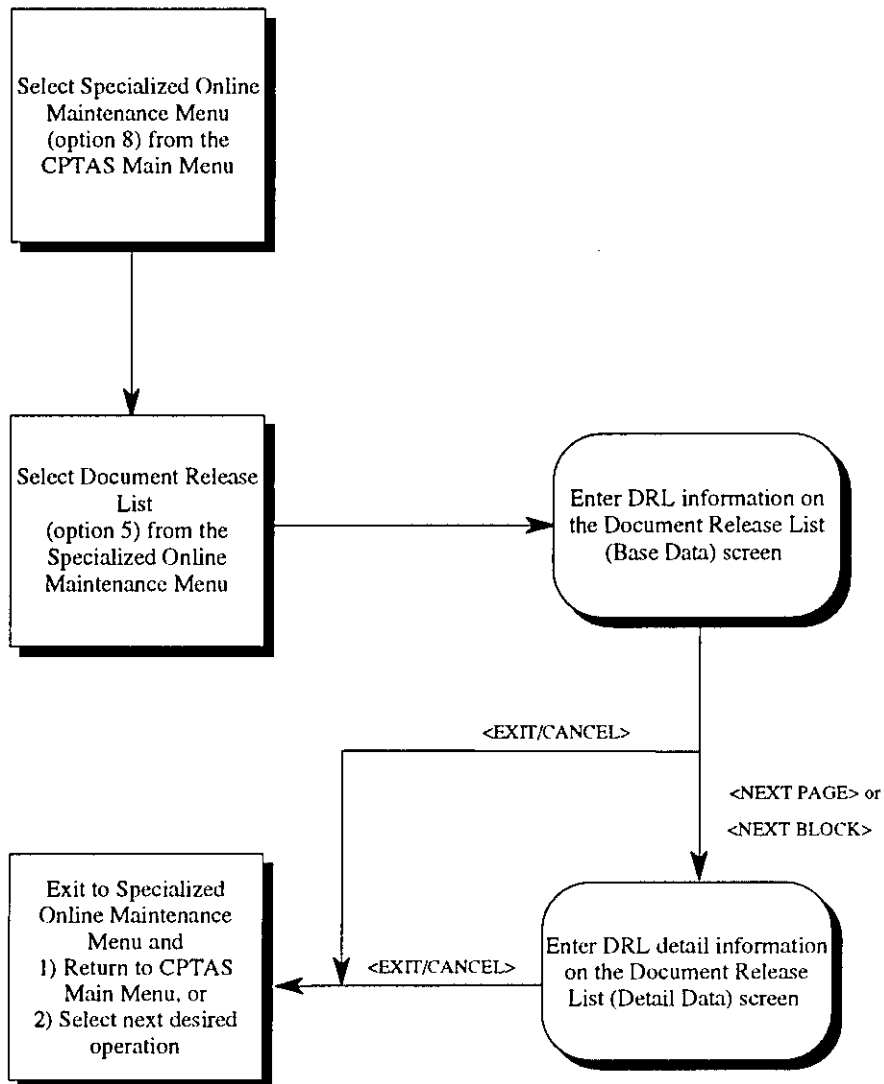 Select Specialized Online
Maintenance Menu
(option 8) from the
CPTAS Main Menu
Select Document Release
List
(option 5) from the
Specialized Online
Maintenance Menu
Enter DRL information on
the Document Release List
(Base Data) screen
<EXIT/CANCEL>
<NEXT PAGE> or
<NEXT BLOCK>
Enter DRL detail information
on the Document Release
List (Detail Data) screen
<EXIT/CANCEL>
Exit to Specialized
Online Maintenance
Menu and
1) Return to CPTAS
Main Menu, or
2) Select next desired
operation